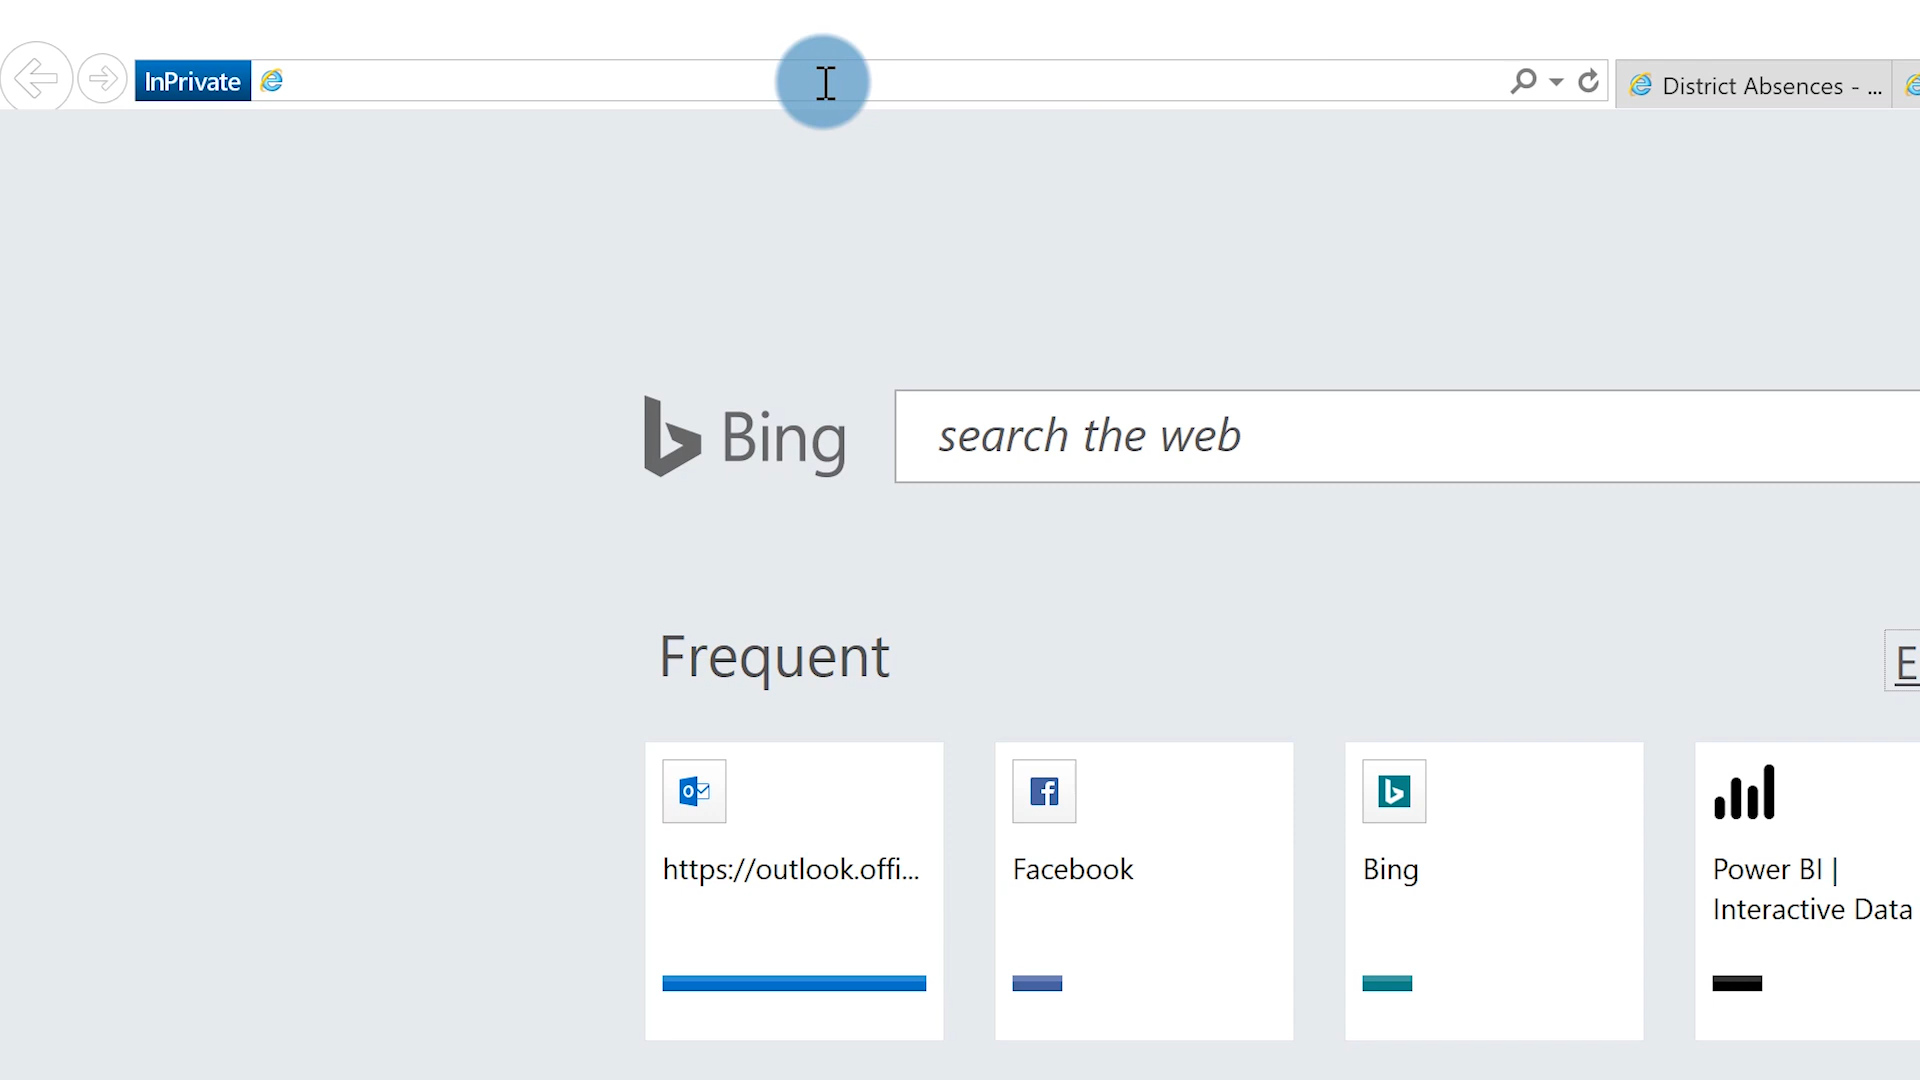 InPrivate
District Absences - ...
Bing
search the web
Frequent
E
https://outlook.offi...
Facebook
Bing
Power BI |
Interactive Data